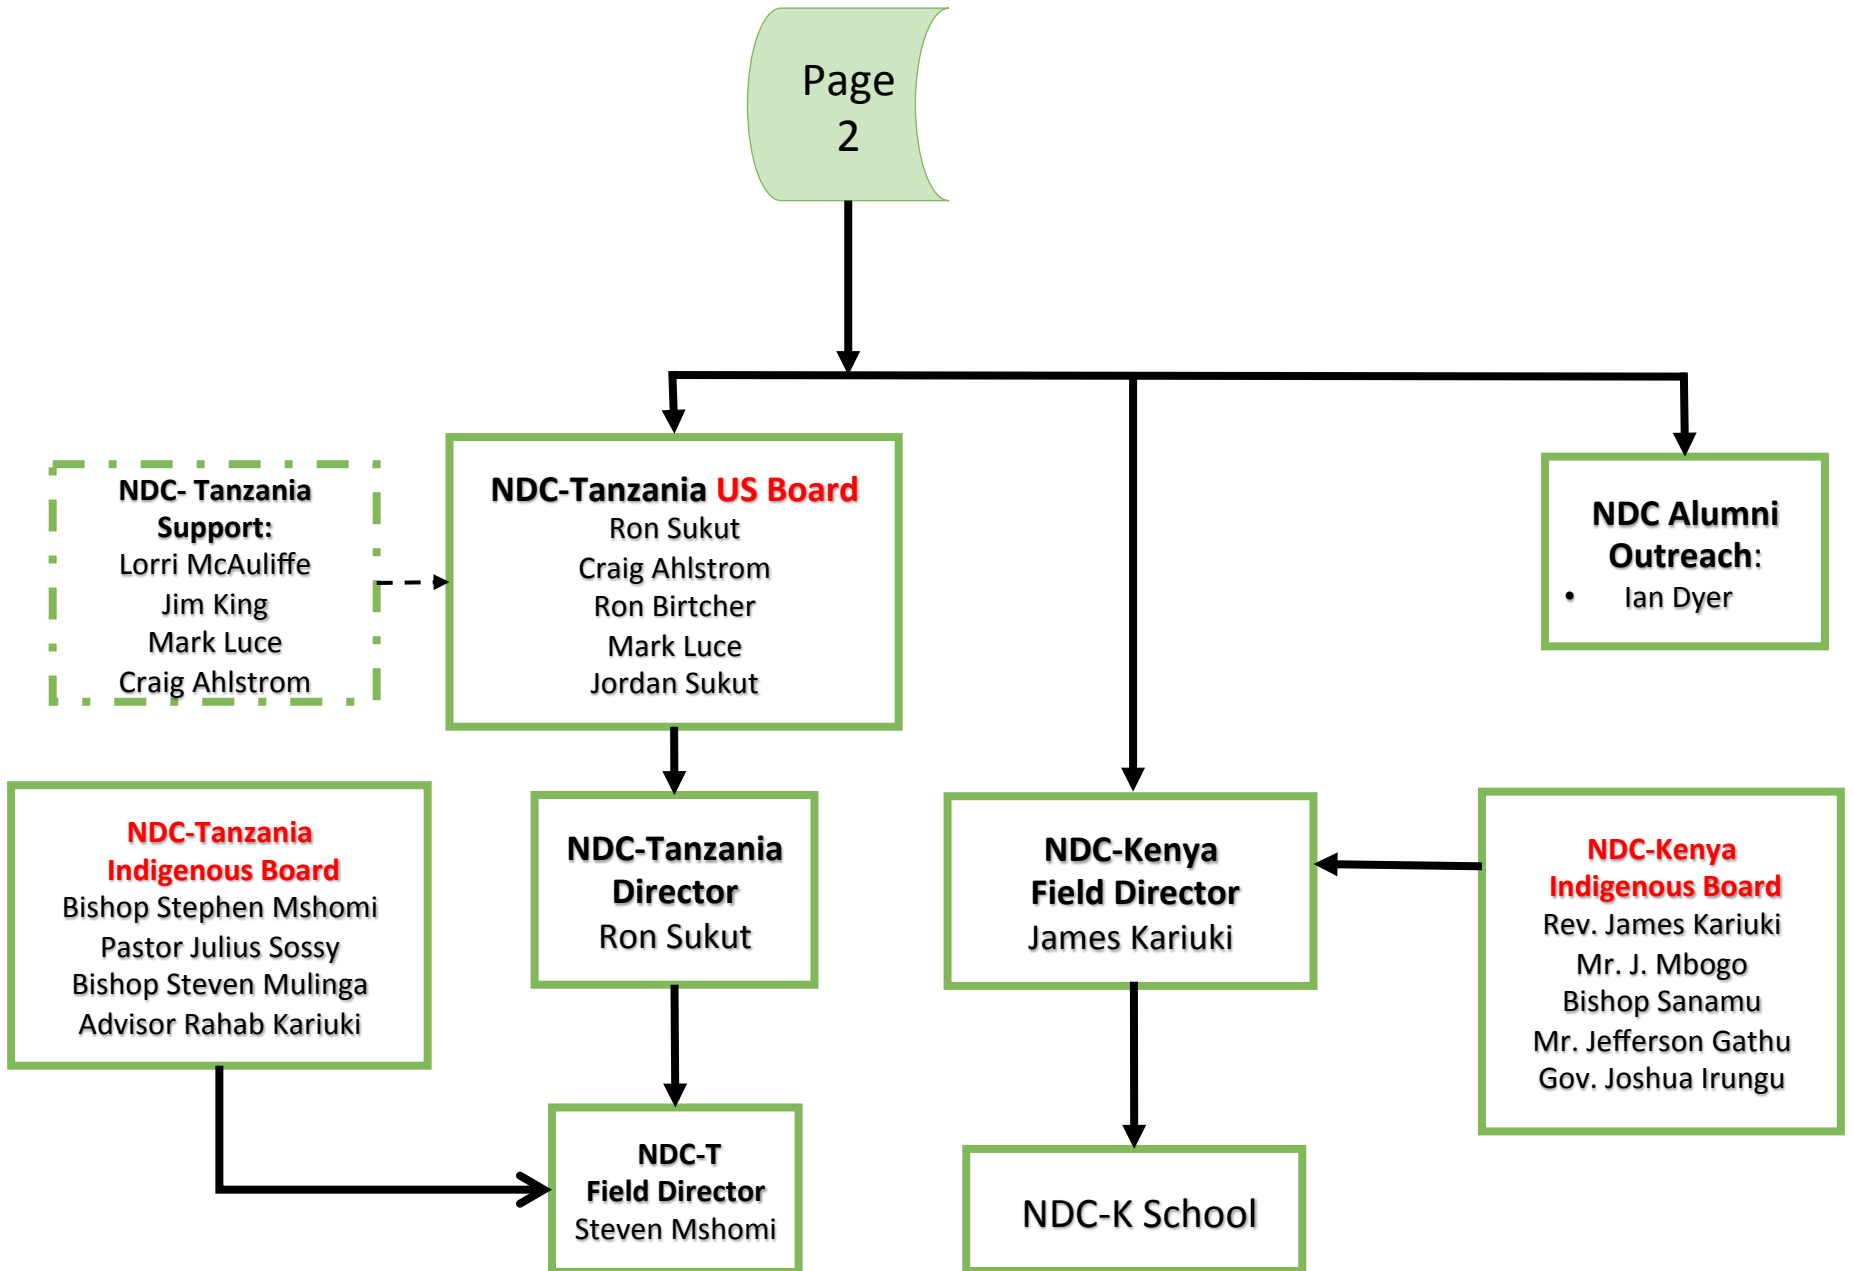 Page
2
NDC- Tanzania
Support:
Lorri McAuliffe
Jim King
Mark Luce
Craig Ahlstrom
NDC-Tanzania US Board
Ron Sukut
Craig Ahlstrom
Ron Birtcher
Mark Luce
Jordan Sukut
NDC Alumni
Outreach:
• Ian Dyer
NDC-Tanzania
Indigenous Board
Bishop Stephen Mshomi
Pastor Julius Sossy
Bishop Steven Mulinga
Advisor Rahab Kariuki
NDC-Tanzania
Director
Ron Sukut
NDC-Kenya
Field Director
James Kariuki
NDC-Kenya
Indigenous Board
Rev. James Kariuki
Mr. J. Mbogo
Bishop Sanamu
Mr. Jefferson Gathu
Gov. Joshua Irungu
NDC-T
Field Director
Steven Mshomi
NDC-K School